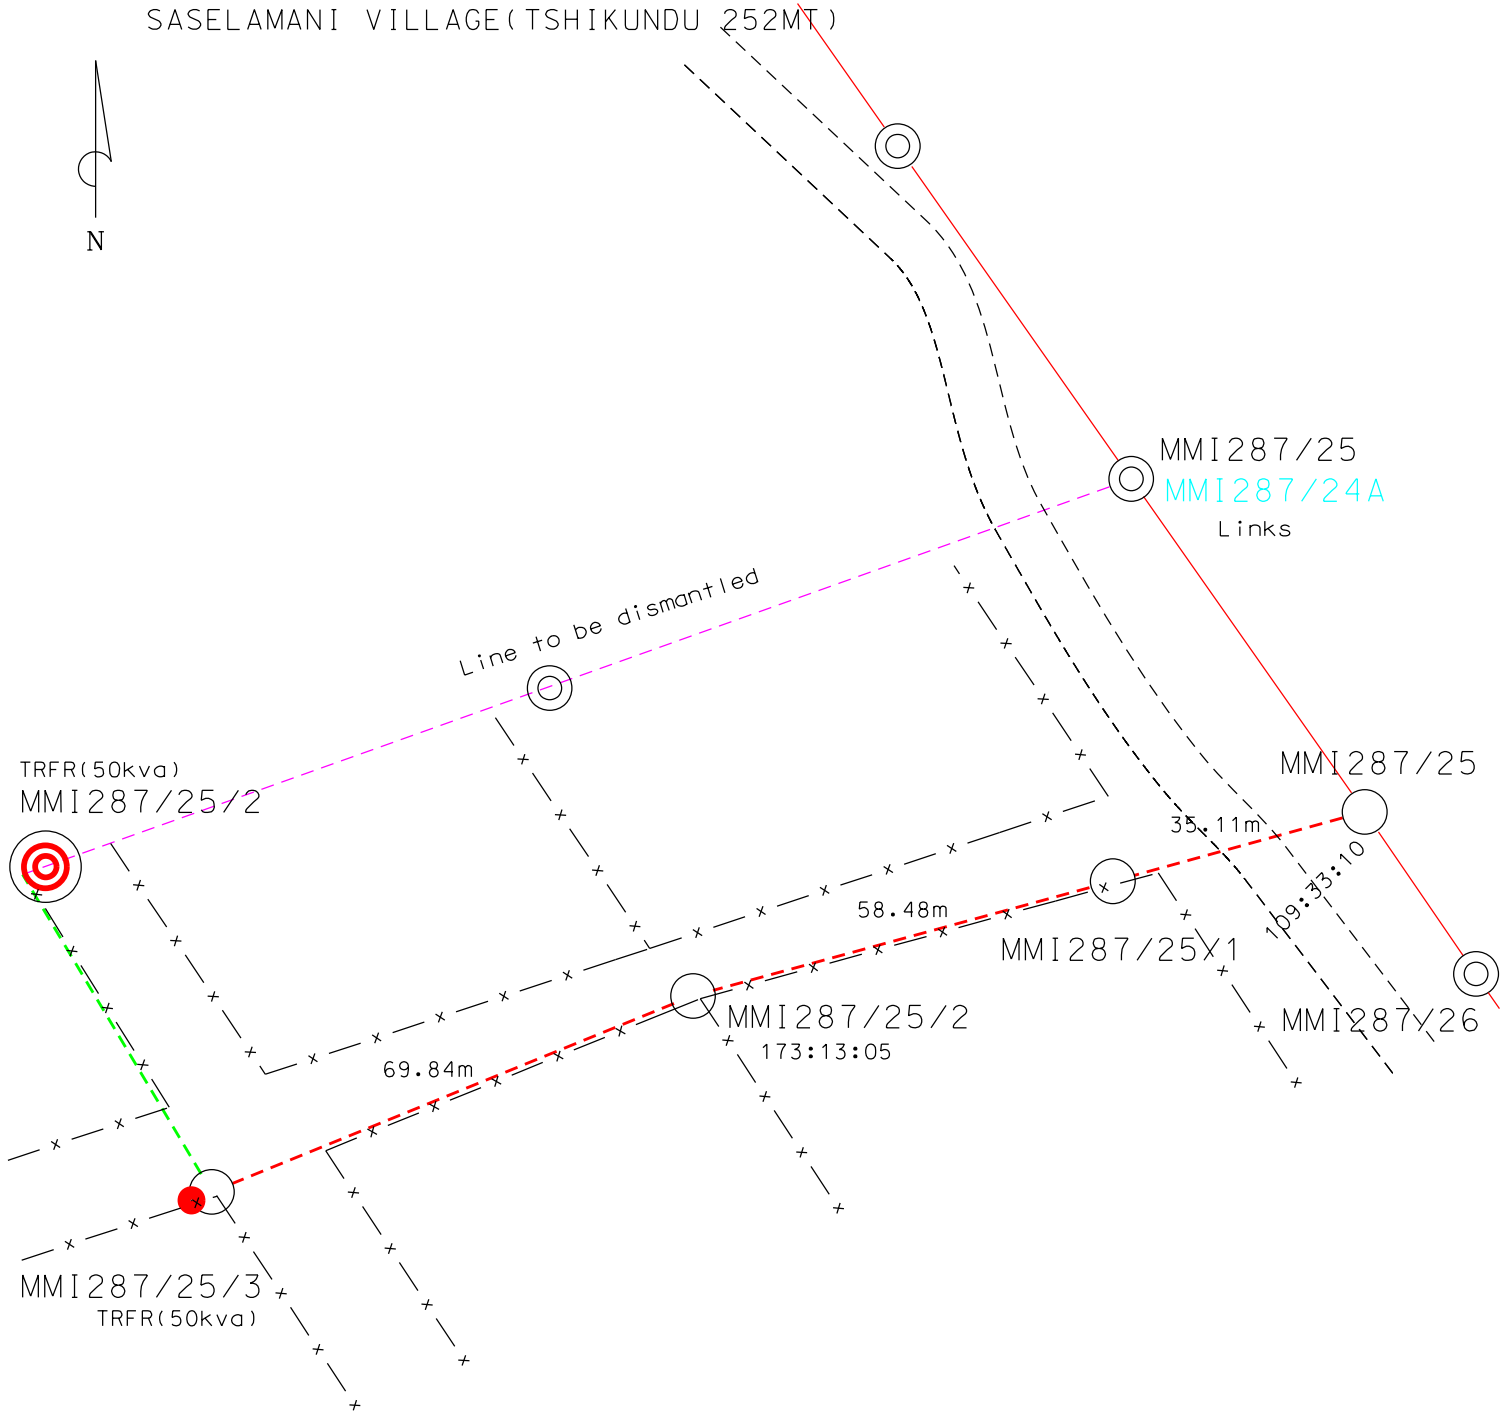 SASELAMANI VILLAGE(TSHIKUNDU 252MT)
N
MMI287/25
MMI287/24A
Links
Line to be dismantled
TRFR(50kva)
MMI287/25/2
MMI287/25
35.11m
109:33:10
58.48m
MMI287/25/1
MMI287/25/2
173:13:05
MMI287/26
69.84m
MMI287/25/3
TRFR(50kva)